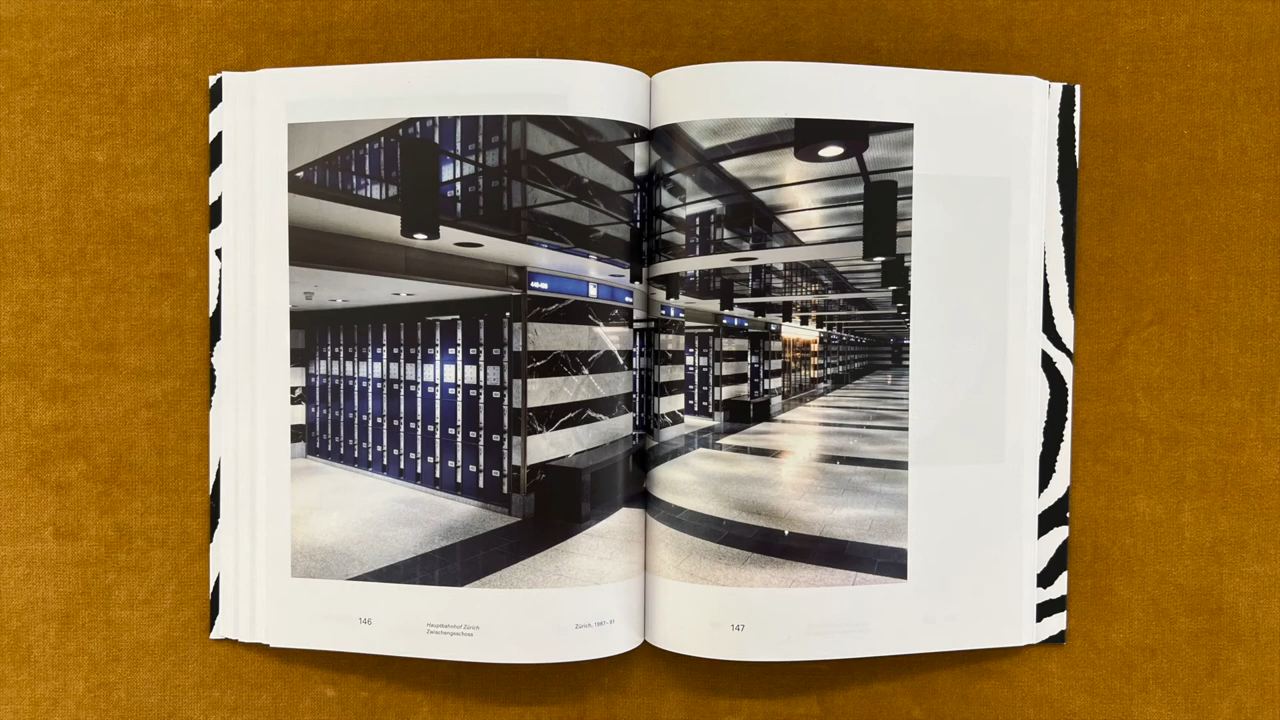 146
Hauptbahnhof Zürich
Zwischengeschoss
Zürich, 1987–91
147